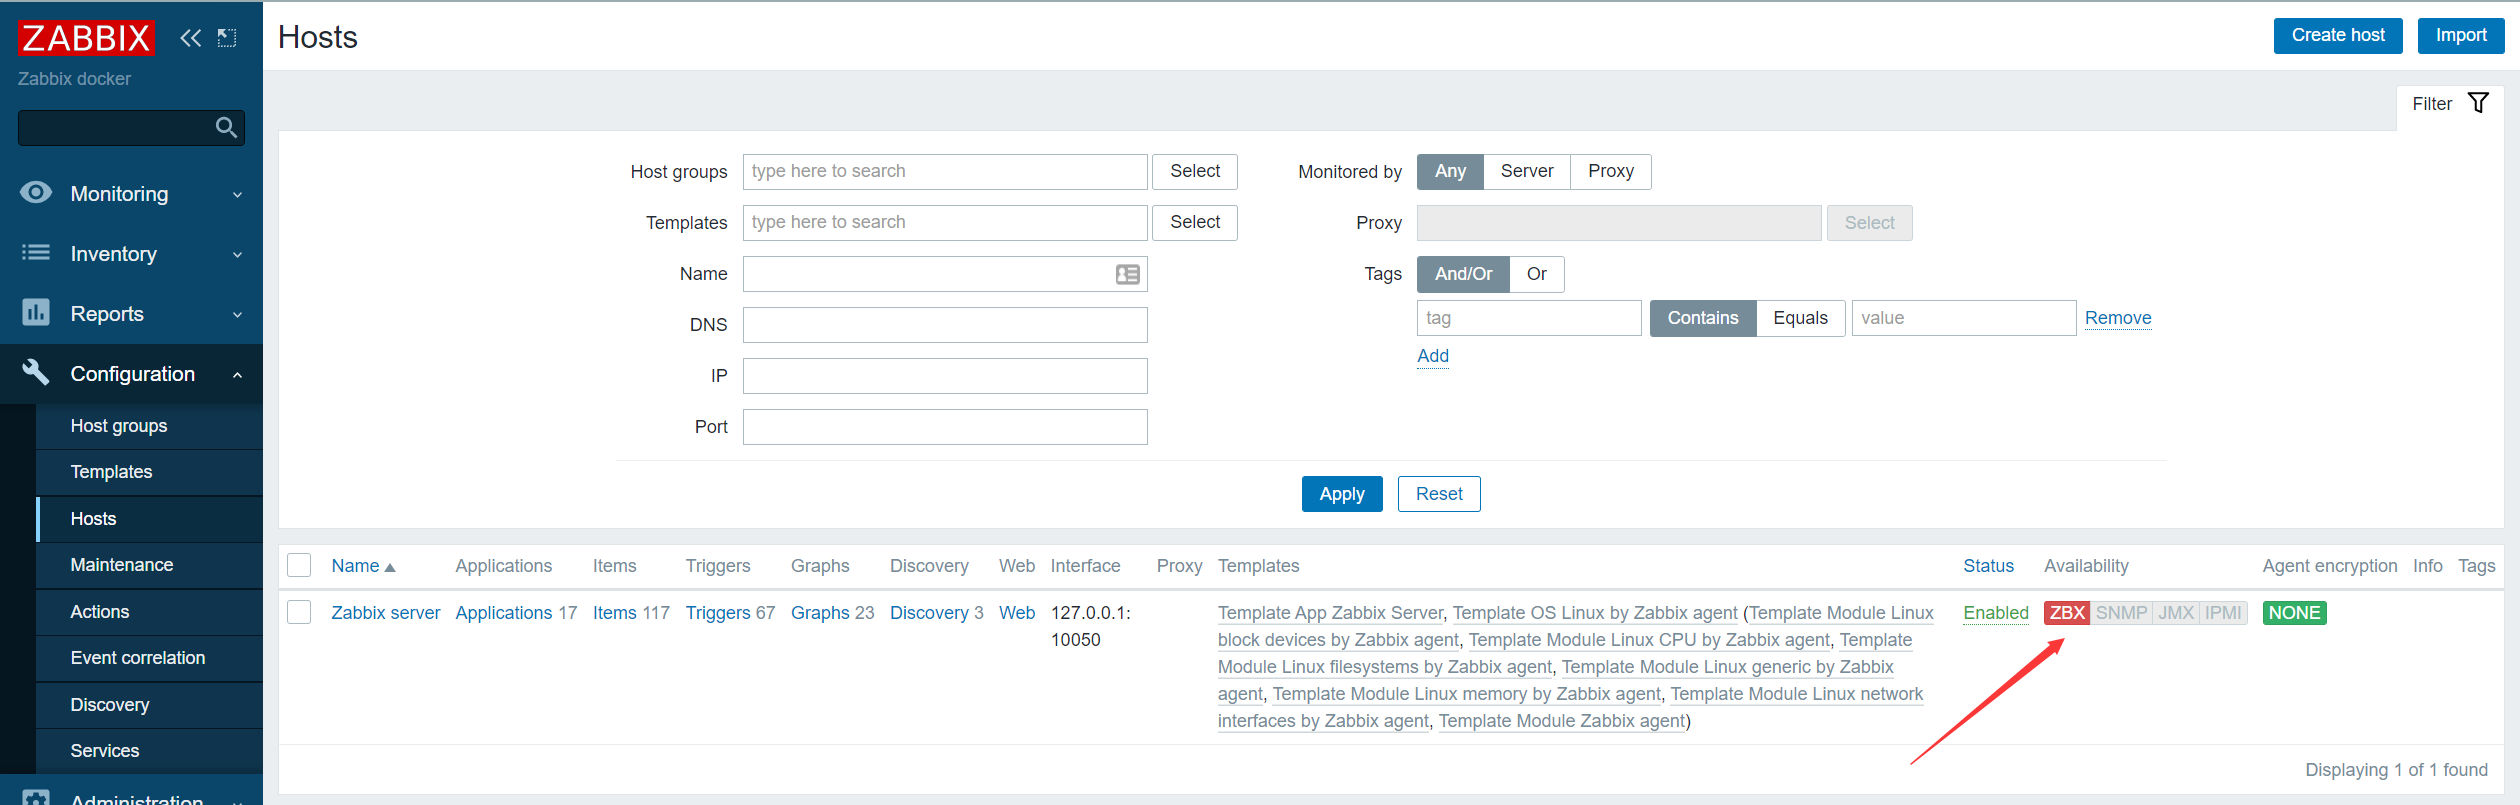 ZABBIX
Zabbix docker
Monitoring
Inventory
Reports
Configuration
Host groups
Templates
Hosts
Maintenance
Actions
Event correlation
Discovery
Services
Administration
Hosts
Create host Import
Filter
Host groups type here to search Select
Templates type here to search Select
Name
DNS
IP
Port
Monitored by Any Server Proxy
Proxy Select
Tags And/Or Or
tag Contains Equals value Remove
Add
Apply Reset
Name Applications Items Triggers Graphs Discovery Web Interface Proxy Templates Status Availability Agent encryption Info Tags
Zabbix server Applications 17 Items 117 Triggers 67 Graphs 23 Discovery 3 Web 127.0.0.1: Template App Zabbix Server, Template OS Linux by Zabbix agent (Template Module Linux Enabled ZBX SNMP JMX IPMI NONE
10050 block devices by Zabbix agent, Template Module Linux CPU by Zabbix agent, Template
Module Linux filesystems by Zabbix agent, Template Module Linux generic by Zabbix
agent, Template Module Linux memory by Zabbix agent, Template Module Linux network
interfaces by Zabbix agent, Template Module Zabbix agent)
Displaying 1 of 1 found